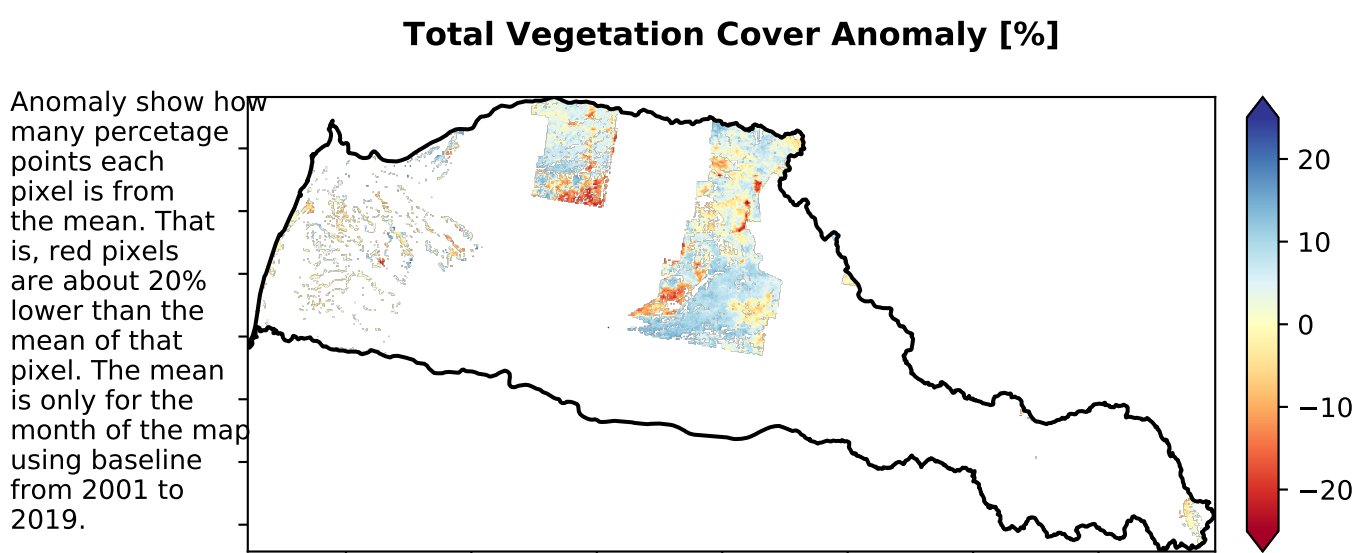 Total Vegetation Cover Anomaly [%]
Anomaly show how
many percetage
points each
pixel is from
the mean. That
is, red pixels
are about 20%
lower than the
mean of that
pixel. The mean
is only for the
month of the map
using baseline
from 2001 to
2019.
20
10
0
−10
−20